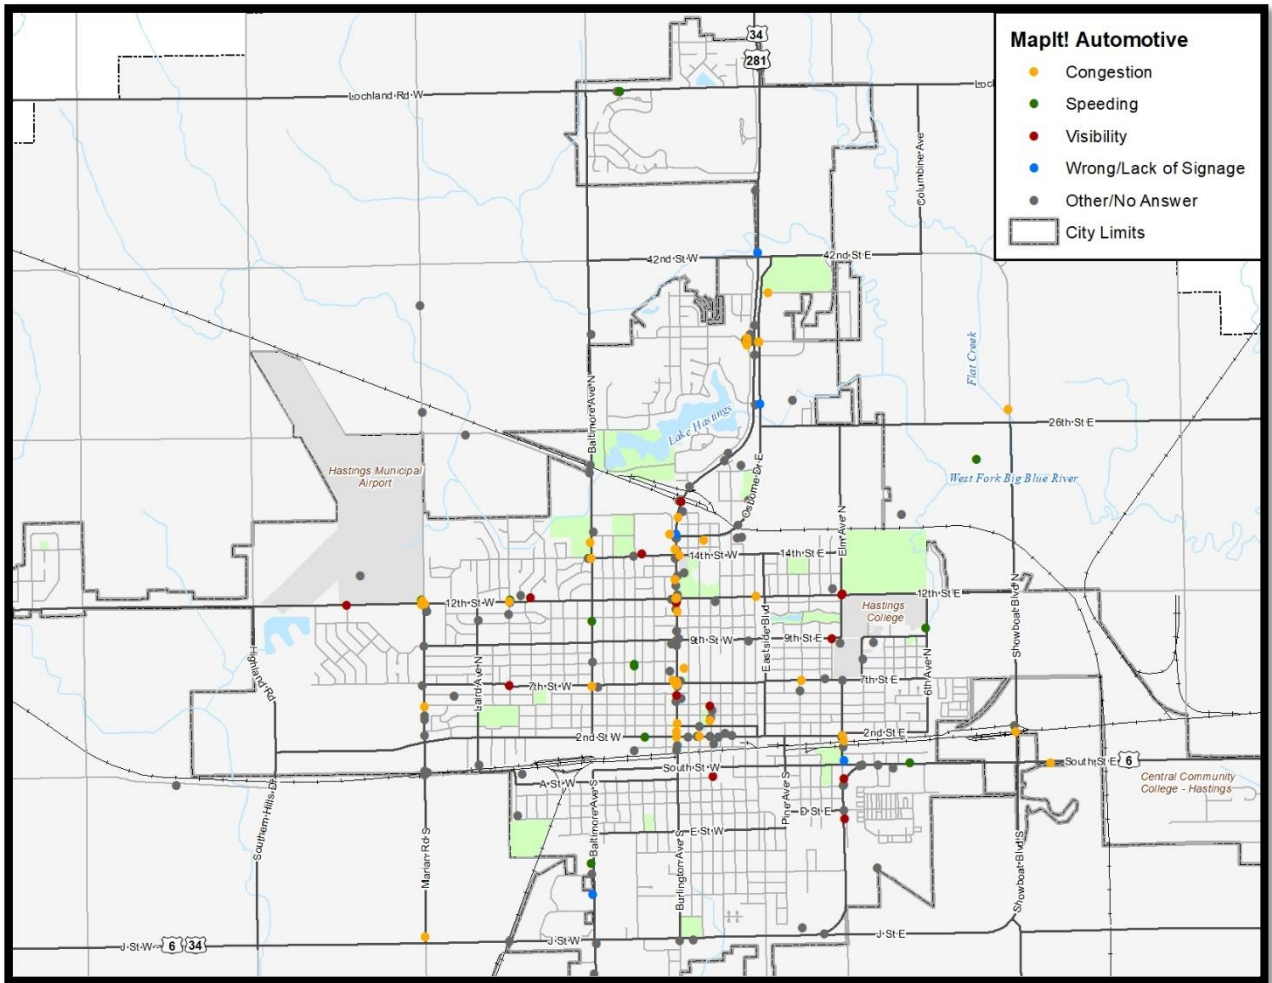 34
281
MapIt! Automotive
Congestion
Speeding
Visibility
Wrong/Lack of Signage
Other/No Answer
City Limits
Lochland Rd W
Loc
Columbine Ave
42nd St W
42nd St E
Flat Creek
Baltimore Ave N
Lake Hastings
26th St E
Hastings Municipal
Airport
West Fork Big Blue River
Osborne Dr E
Elm Ave N
14th St W
14th St E
12th St W
12th St E
Hastings
College
Showboat Blvd N
9th St W
9th St E
Eastside Blvd
Highland Rd
Laird Ave N
7th St W
7th St E
6th Ave N
2nd St W
2nd St E
South St W
South St E
6
A St W
Central Community
College - Hastings
Southern Hills Dr
Baltimore Ave S
Pine Ave S
D St E
E St W
Marian Rd S
Burlington Ave S
Showboat Blvd S
J St W
6
34
J St W
J St E